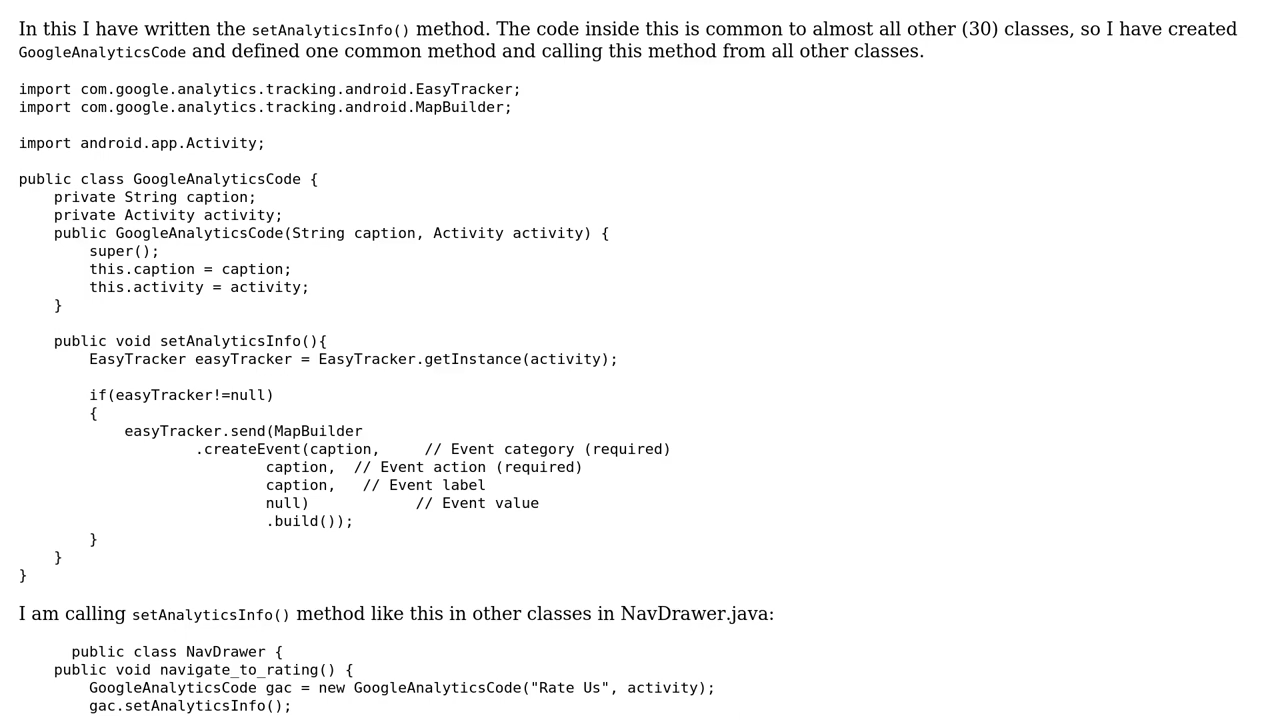 In this I have written the setAnalyticsInfo() method. The code inside this is common to almost all other (30) classes, so I have created
GoogleAnalyticsCode and defined one common method and calling this method from all other classes.
import com.google.analytics.tracking.android.EasyTracker;
import com.google.analytics.tracking.android.MapBuilder;
import android.app.Activity;
public class GoogleAnalyticsCode {
    private String caption;
    private Activity activity;
    public GoogleAnalyticsCode(String caption, Activity activity) {
        super();
        this.caption = caption;
        this.activity = activity;
    }
    public void setAnalyticsInfo(){
        EasyTracker easyTracker = EasyTracker.getInstance(activity);
        if(easyTracker!=null)
        {
            easyTracker.send(MapBuilder
                    .createEvent(caption,     // Event category (required)
                            caption,  // Event action (required)
                            caption,   // Event label
                            null)            // Event value
                            .build());
        }
    }
}
I am calling setAnalyticsInfo() method like this in other classes in NavDrawer.java:
      public class NavDrawer {
    public void navigate_to_rating() {
        GoogleAnalyticsCode gac = new GoogleAnalyticsCode("Rate Us", activity);
        gac.setAnalyticsInfo();